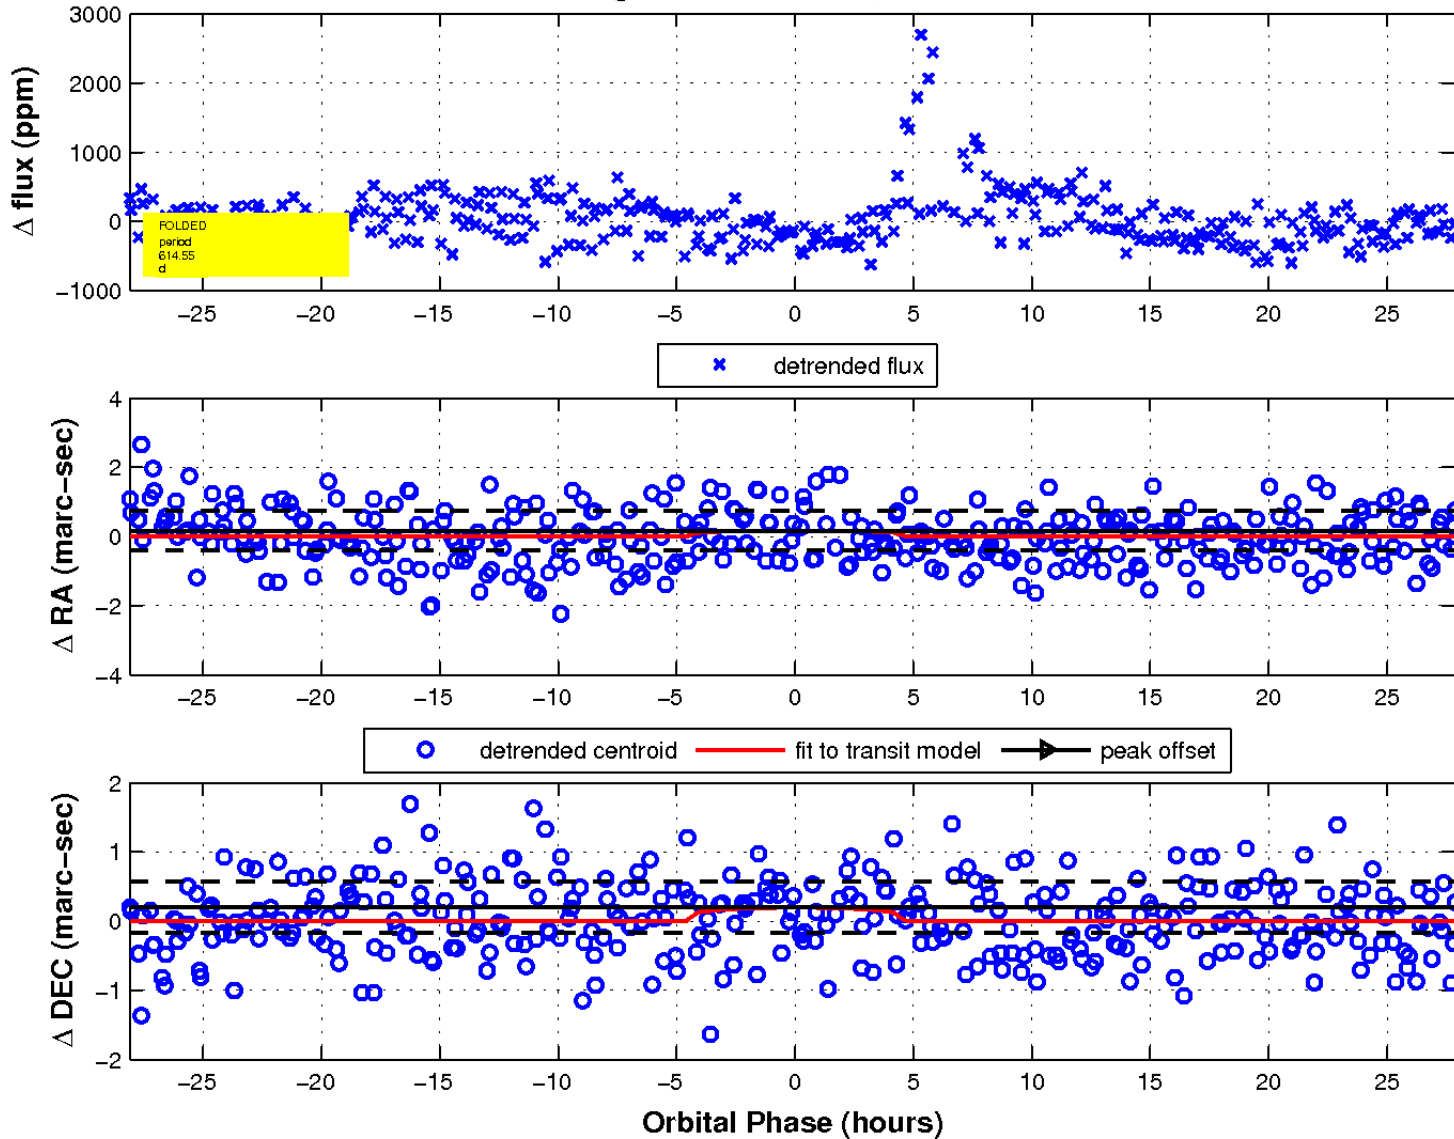 3000
2000
1000
0
−1000
Δ flux (ppm)
FOLDED
period
614.55
d
−25 −20 −15 −10 −5 0 5 10 15 20 25
detrended flux
4
2
0
−2
−4
Δ RA (marc−sec)
−25 −20 −15 −10 −5 0 5 10 15 20 25
detrended centroid fit to transit model peak offset
2
1
0
−1
−2
Δ DEC (marc−sec)
−25 −20 −15 −10 −5 0 5 10 15 20 25
Orbital Phase (hours)